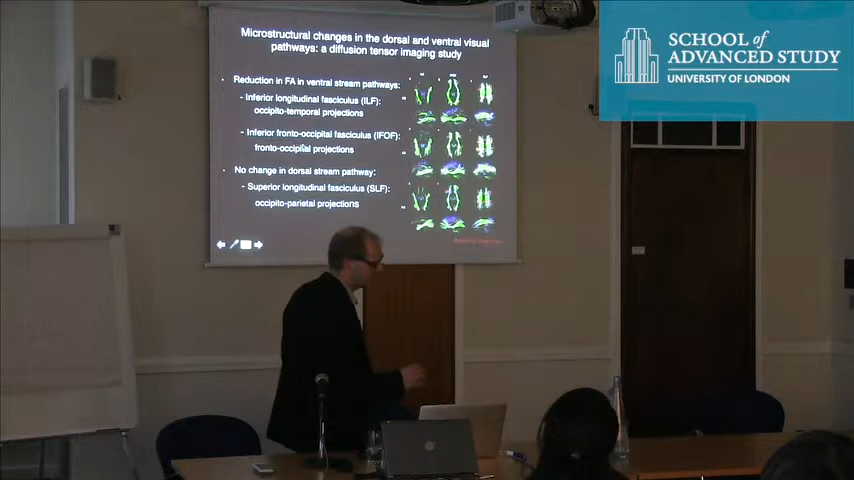 Microstructural changes in the dorsal and ventral visual
pathways: a diffusion tensor imaging study
Reduction in FA in ventral stream pathways:
- Inferior longitudinal fasciculus (ILF):
occipito-temporal projections
- Inferior fronto-occipital fasciculus (IFOF):
fronto-occipital projections
No change in dorsal stream pathway:
- Superior longitudinal fasciculus (SLF):
occipito-parietal projections
SCHOOL of
ADVANCED STUDY
UNIVERSITY OF LONDON